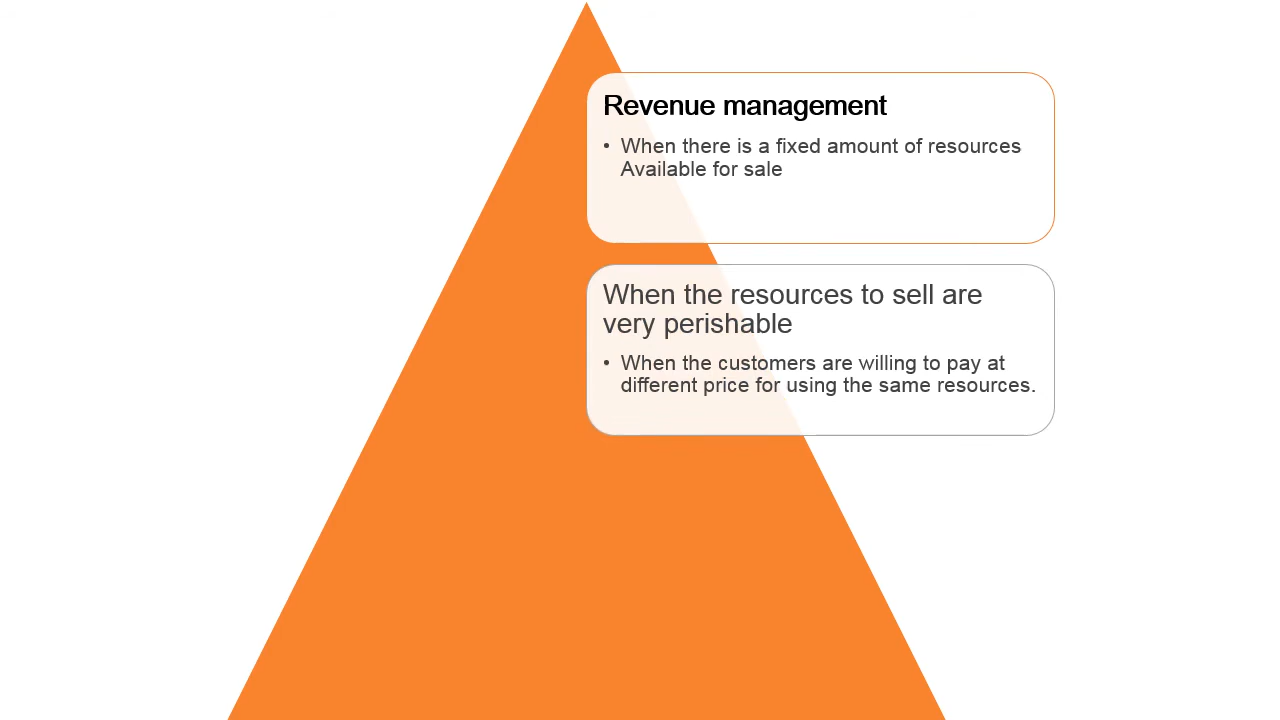 Revenue management
• When there is a fixed amount of resources
Available for sale
When the resources to sell are
very perishable
• When the customers are willing to pay at
different price for using the same resources.